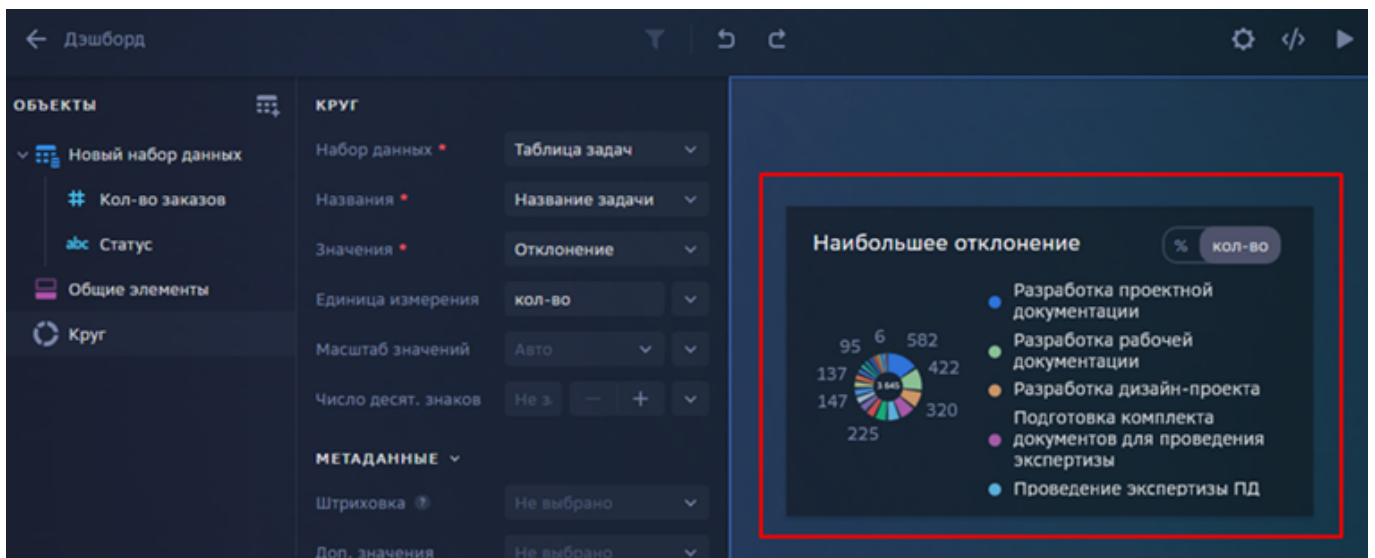 Дэшборд
ОБЪЕКТЫ
Новый набор данных
# Кол-во заказов
abc Статус
Общие элементы
Круг
КРУГ
Набор данных * Таблица задач
Названия * Название задачи
Значения * Отклонение
Единица измерения кол-во
Масштаб значений Авто
Число десят. знаков Не з. — +
МЕТАДАННЫЕ
Штриховка ? Не выбрано
Доп. значения Не выбрано
Наибольшее отклонение % кол-во
95 6 582
137 422
147 3 645 320
225
Разработка проектной
документации
Разработка рабочей
документации
Разработка дизайн-проекта
Подготовка комплекта
документов для проведения
экспертизы
Проведение экспертизы ПД